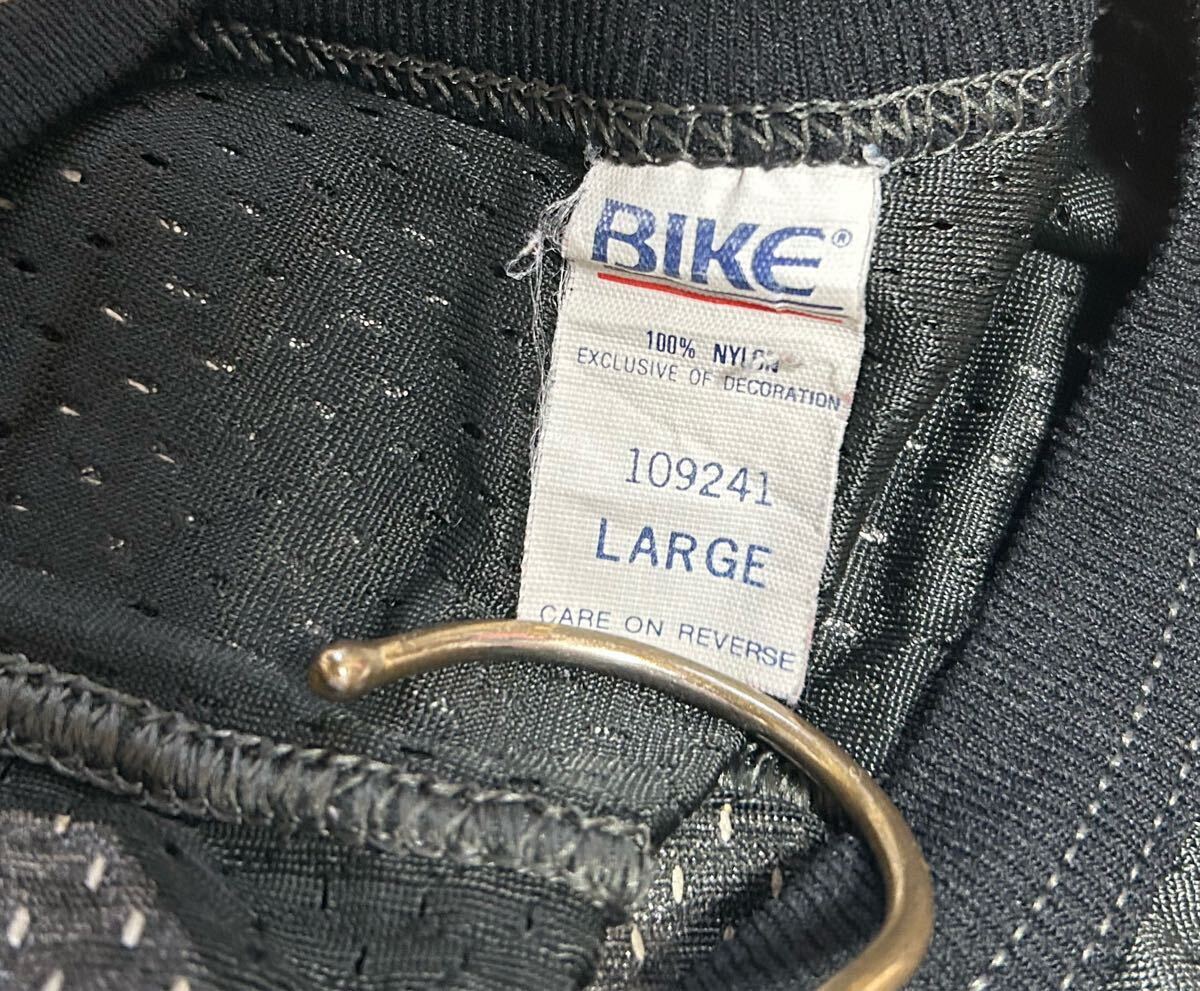 BIKE®
100% NYLON
EXCLUSIVE OF DECORATION
109241
LARGE
CARE ON REVERSE